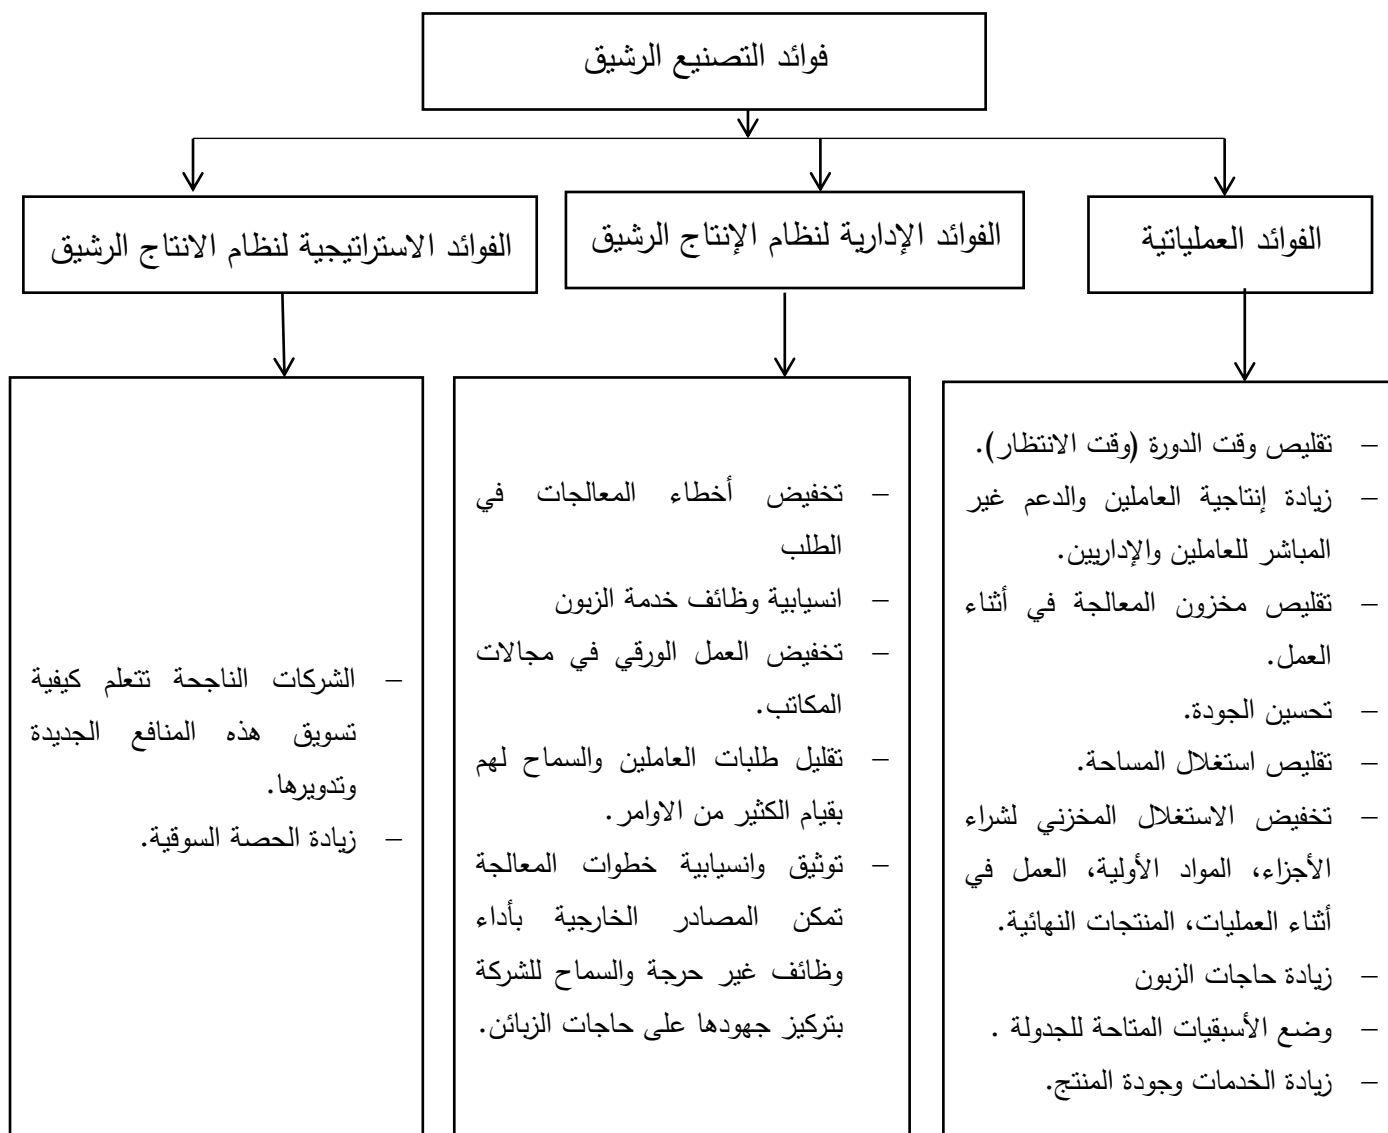 فوائد التصنيع الرشيق
الفوائد العملياتية
الفوائد الإدارية لنظام الإنتاج الرشيق
الفوائد الاستراتيجية لنظام الانتاج الرشيق
– تقليص وقت الدورة (وقت الانتظار).
– زيادة إنتاجية العاملين والدعم غير
المباشر للعاملين والإداريين.
– تقليص مخزون المعالجة في أثناء
العمل.
– تحسين الجودة.
– تقليص استغلال المساحة.
– تخفيض الاستغلال المخزني لشراء
الأجزاء، المواد الأولية، العمل في
أثناء العمليات، المنتجات النهائية.
– زيادة حاجات الزبون
– وضع الأسبقيات المتاحة للجدولة .
– زيادة الخدمات وجودة المنتج.
– تخفيض أخطاء المعالجات في
الطلب
– انسيابية وظائف خدمة الزبون
– تخفيض العمل الورقي في مجالات
المكاتب.
– تقليل طلبات العاملين والسماح لهم
بقيام الكثير من الاوامر.
– توثيق وانسيابية خطوات المعالجة
تمكن المصادر الخارجية بأداء
وظائف غير حرجة والسماح للشركة
بتركيز جهودها على حاجات الزبائن.
– الشركات الناجحة تتعلم كيفية
تسويق هذه المنافع الجديدة
وتدويرها.
– زيادة الحصة السوقية.